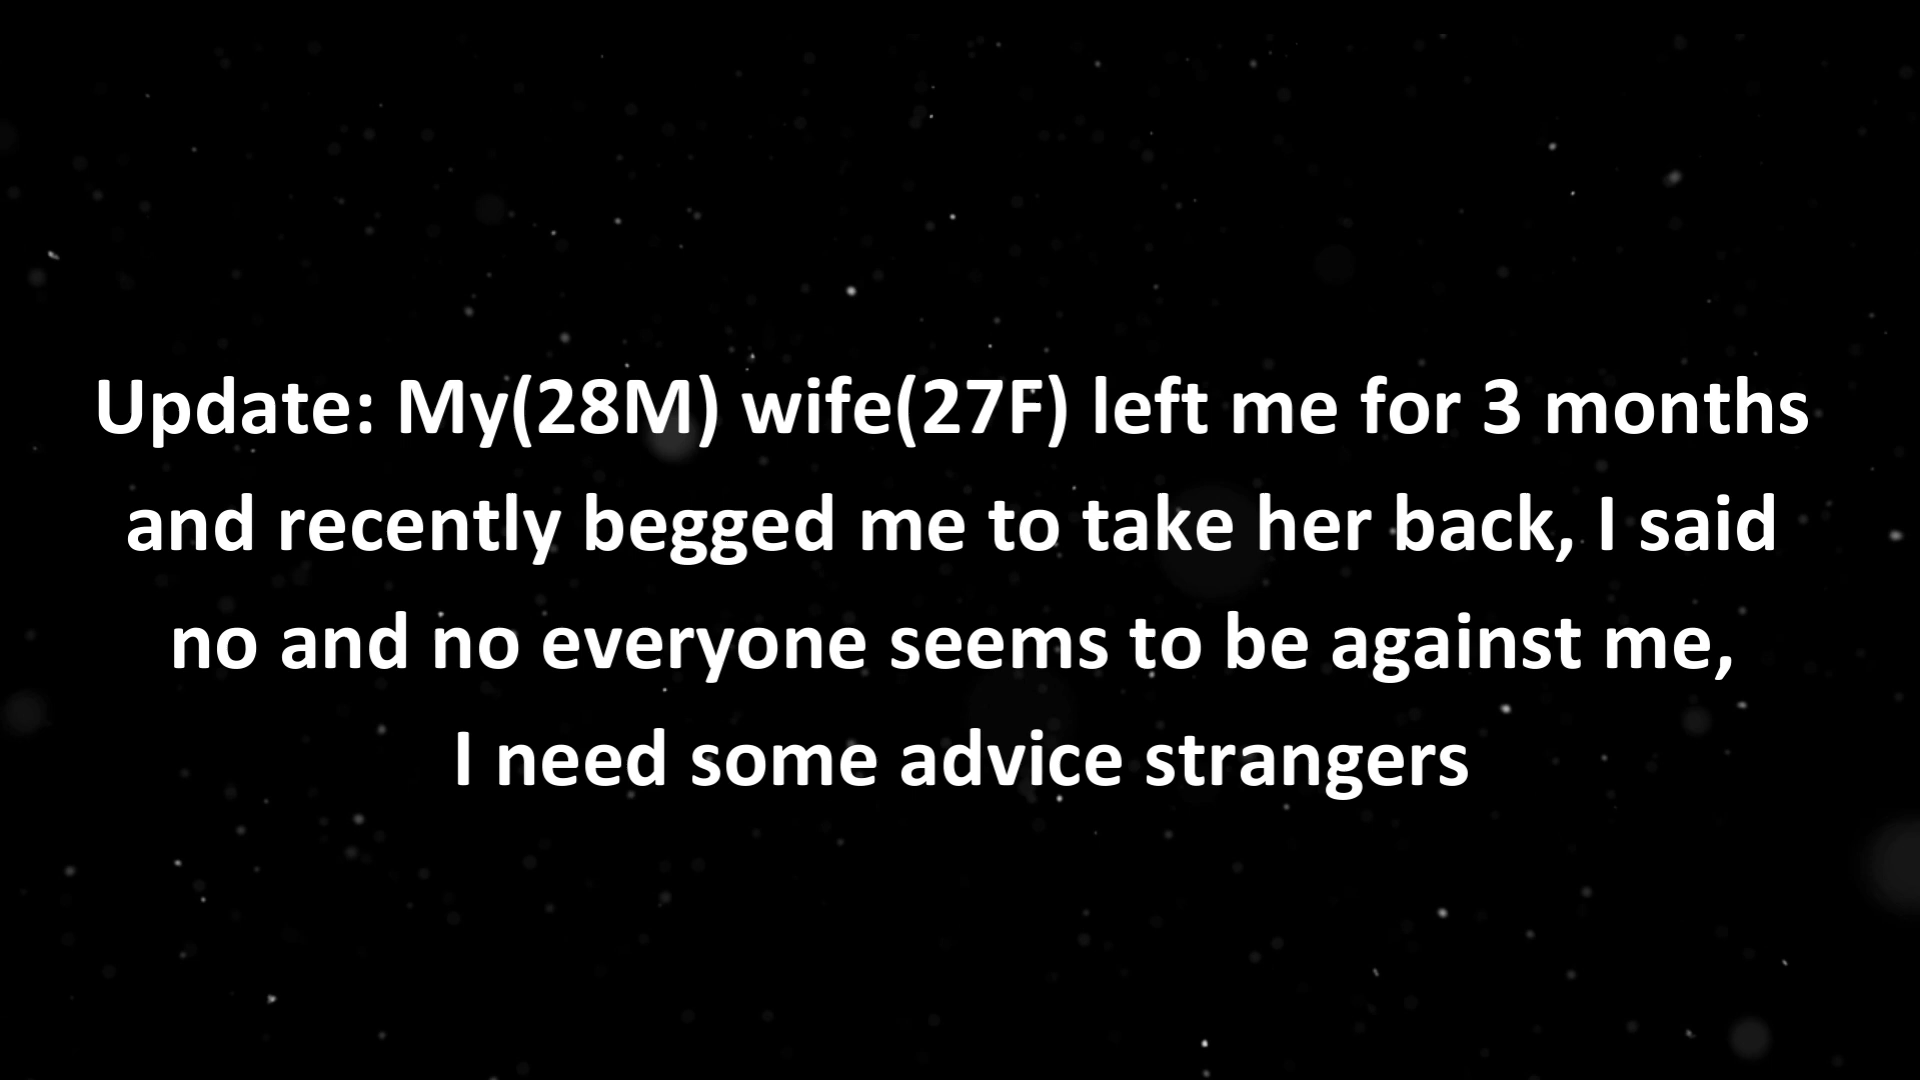 Update: My(28M) wife(27F) left me for 3 months
and recently begged me to take her back, I said
no and no everyone seems to be against me,
I need some advice strangers